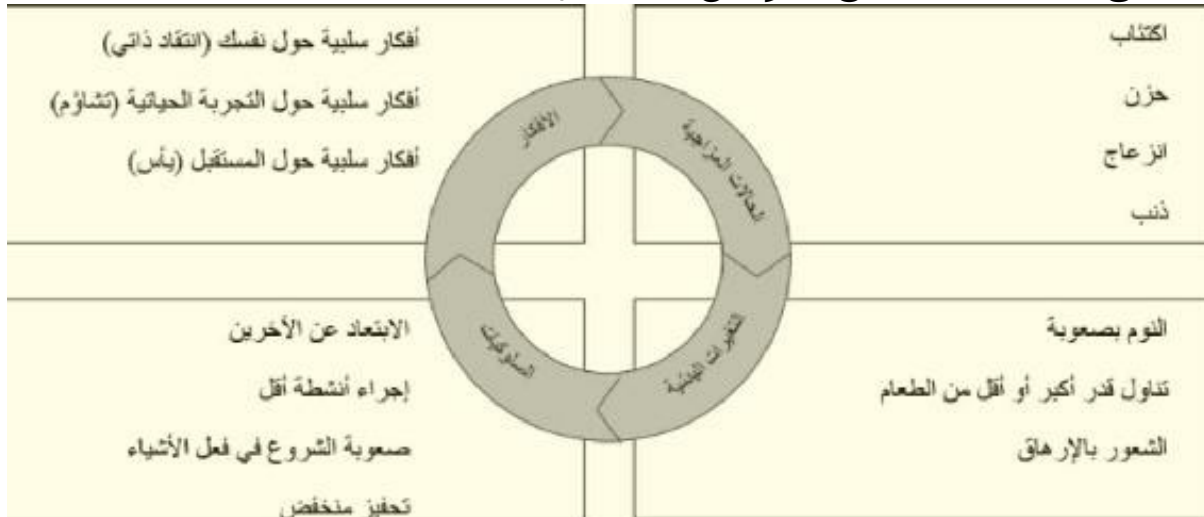 اكتئاب
حزن
انزعاج
ذنب
أفكار سلبية حول نفسك (انتقاد ذاتي)
أفكار سلبية حول التجربة الحياتية (تشاؤم)
أفكار سلبية حول المستقبل (يأس)
الأفكار
الحالات المزاجية
التغيرات البدنية
السلوكيات
النوم بصعوبة
تناول قدر أكبر أو أقل من الطعام
الشعور بالإرهاق
الابتعاد عن الآخرين
إجراء أنشطة أقل
صعوبة الشروع في فعل الأشياء
تحفيز منخفض